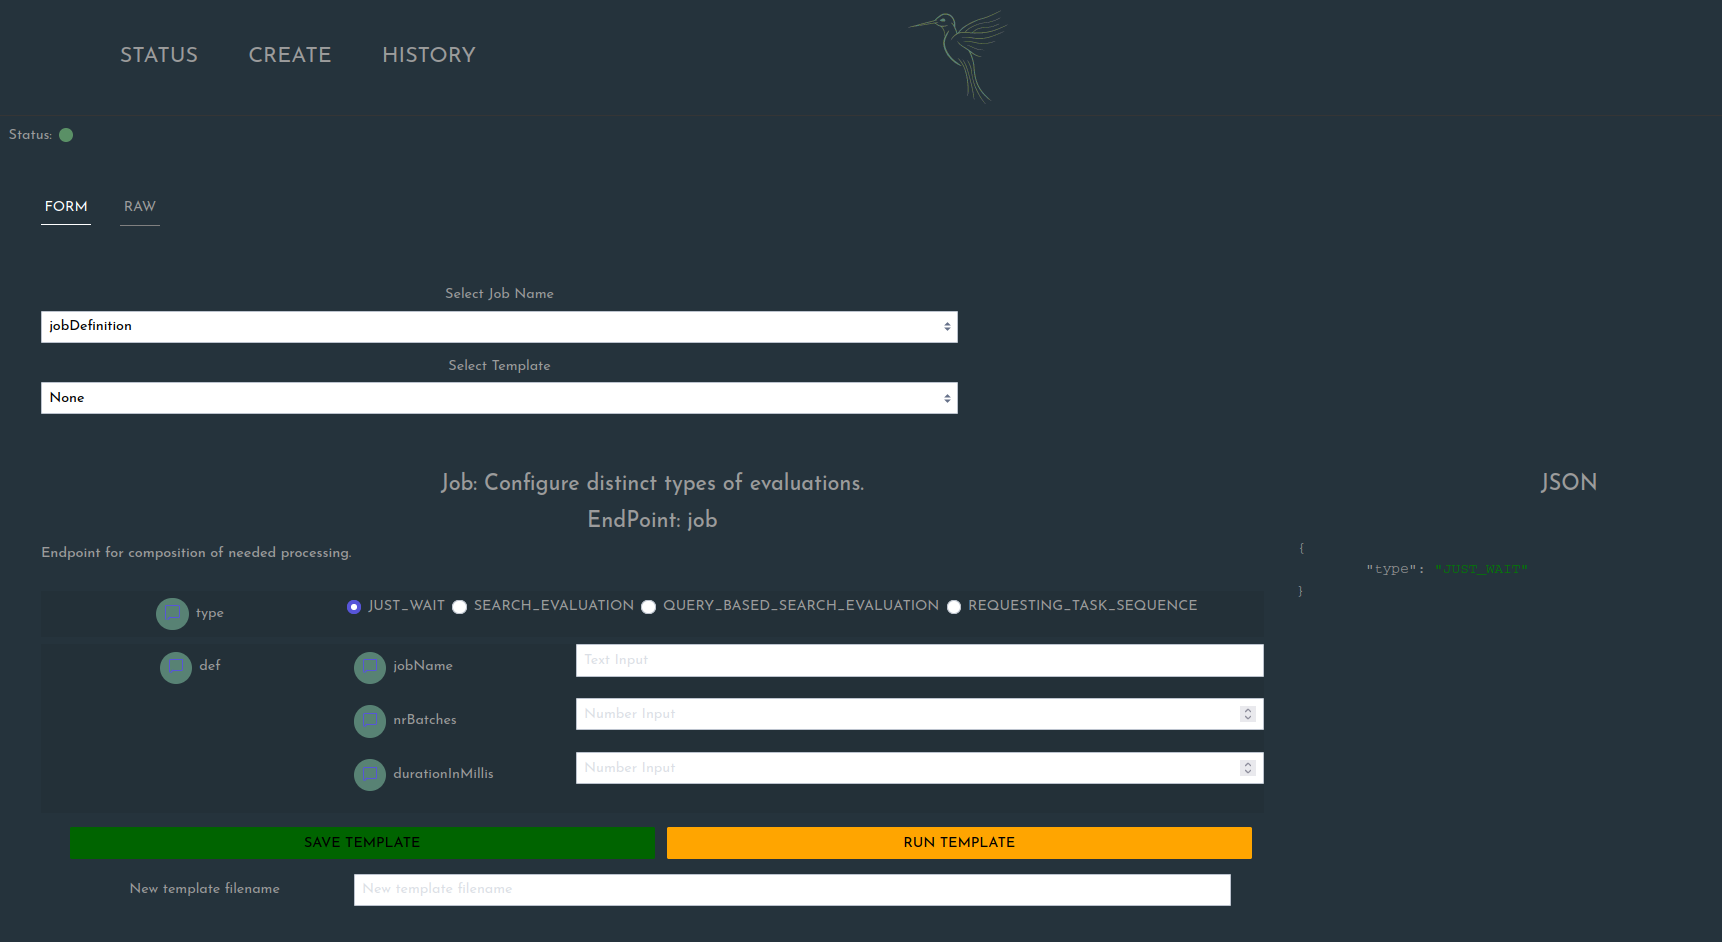 STATUS CREATE HISTORY
Status:
FORM RAW
Select Job Name
jobDefinition
Select Template
None
Job: Configure distinct types of evaluations.
EndPoint: job
Endpoint for composition of needed processing.
type JUST_WAIT SEARCH_EVALUATION QUERY_BASED_SEARCH_EVALUATION REQUESTING_TASK_SEQUENCE
def jobName Text Input
nrBatches Number Input
durationInMillis Number Input
SAVE TEMPLATE RUN TEMPLATE
New template filename New template filename
JSON
{
"type": "JUST_WAIT"
}